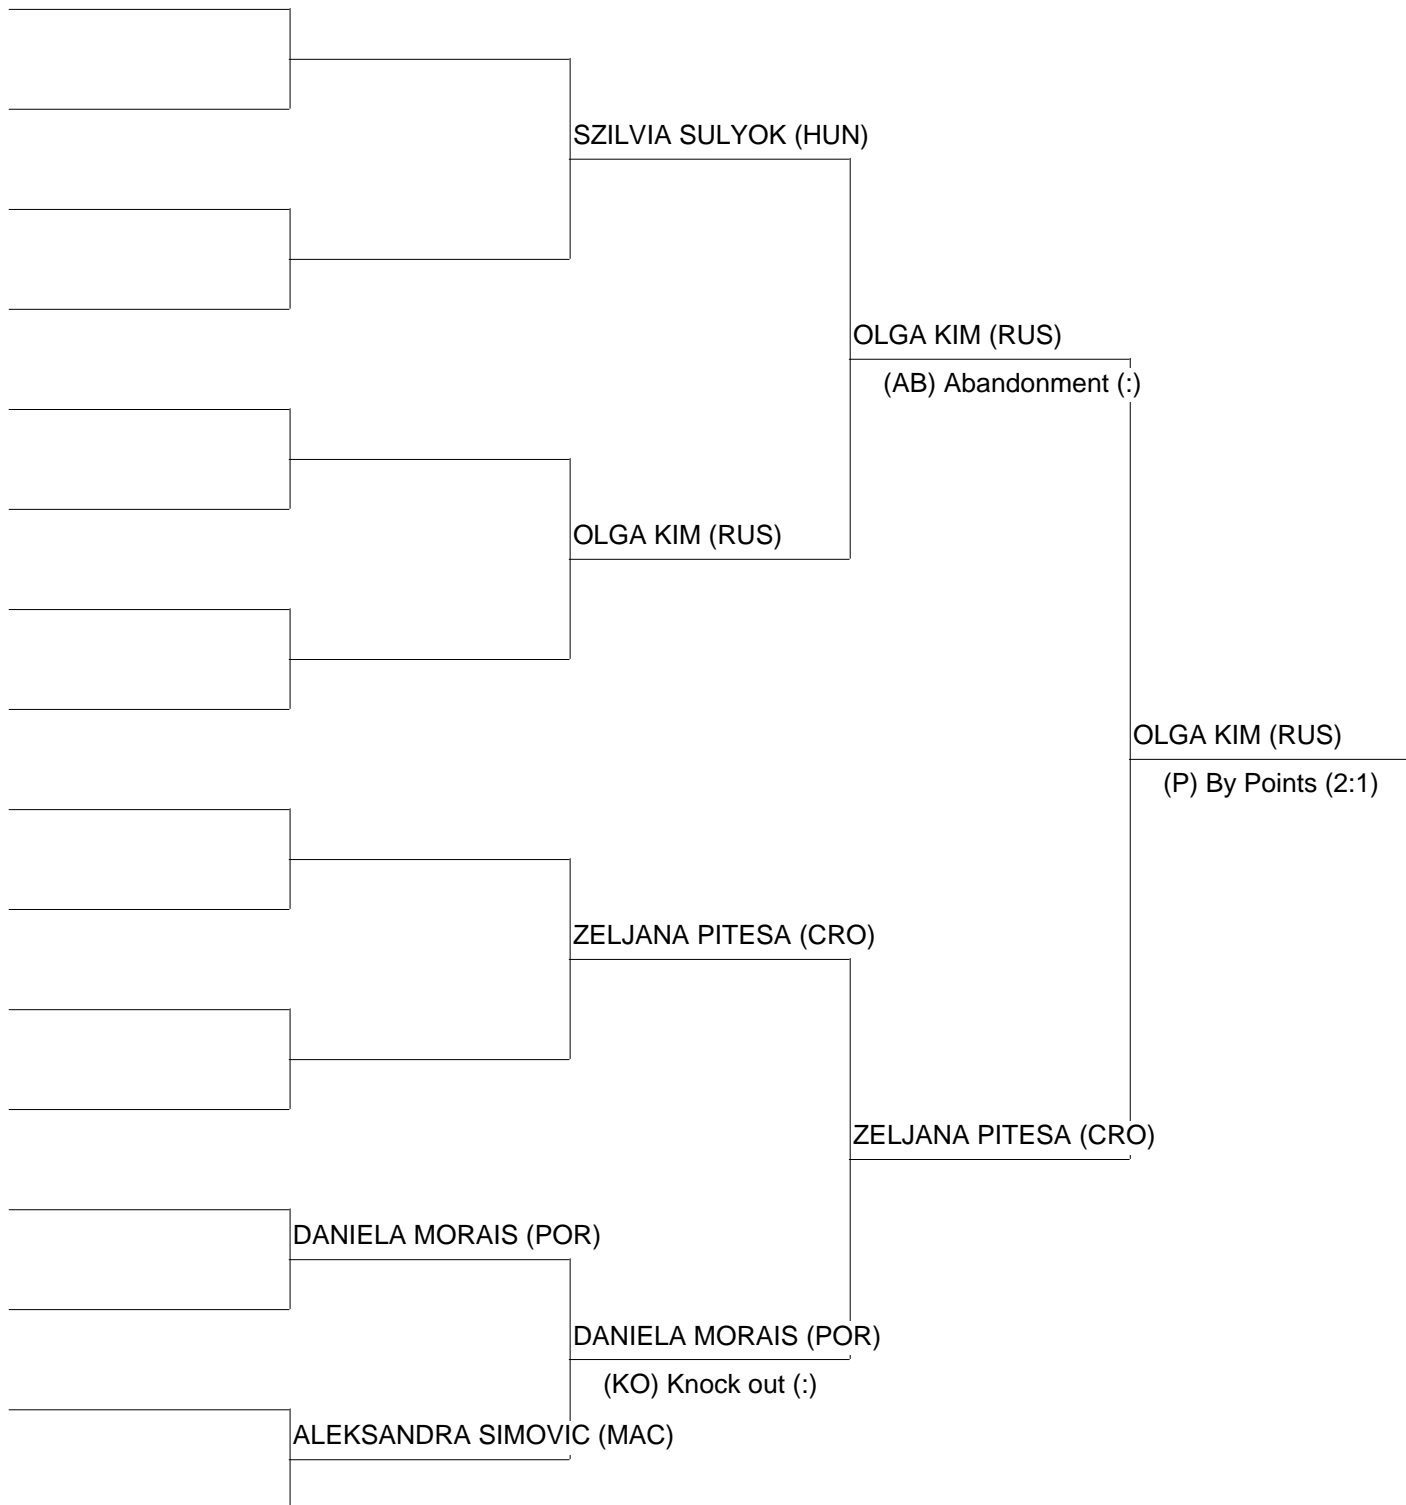 SZILVIA SULYOK (HUN)
OLGA KIM (RUS)
(AB) Abandonment (:)
OLGA KIM (RUS)
OLGA KIM (RUS)
(P) By Points (2:1)
ZELJANA PITESA (CRO)
ZELJANA PITESA (CRO)
DANIELA MORAIS (POR)
DANIELA MORAIS (POR)
(KO) Knock out (:)
ALEKSANDRA SIMOVIC (MAC)